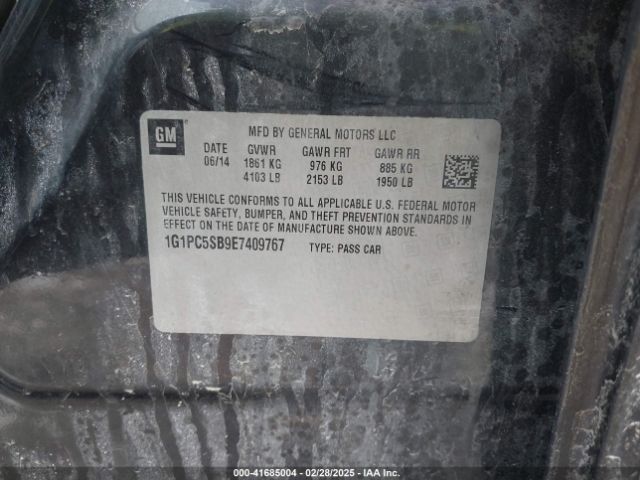 GM
MFD BY GENERAL MOTORS LLC
DATE GVWR GAWR FRT GAWR RR
06/14 1861 KG 976 KG 885 KG
4103 LB 2153 LB 1950 LB
THIS VEHICLE CONFORMS TO ALL APPLICABLE U.S. FEDERAL MOTOR
VEHICLE SAFETY, BUMPER, AND THEFT PREVENTION STANDARDS IN
EFFECT ON THE DATE OF MANUFACTURE SHOWN ABOVE.
1G1PC5SB9E7409767 TYPE: PASS CAR
000-41685004 / 02/28/2025 - IAA Inc.